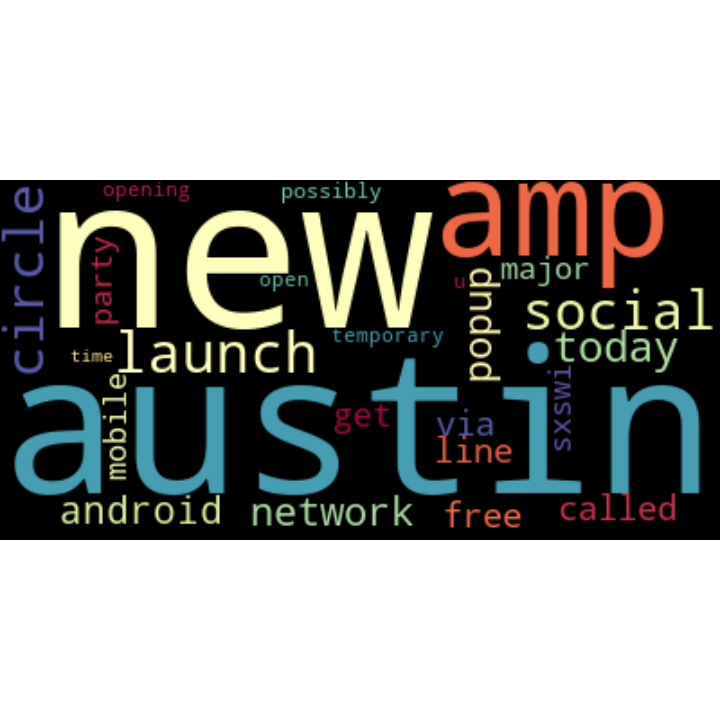 opening
possibly
amp
circle
new
party
open
u
major
popup
social
temporary
launch
time
today
austin
mobile
get
via
sxswi
line
android
network
free
called